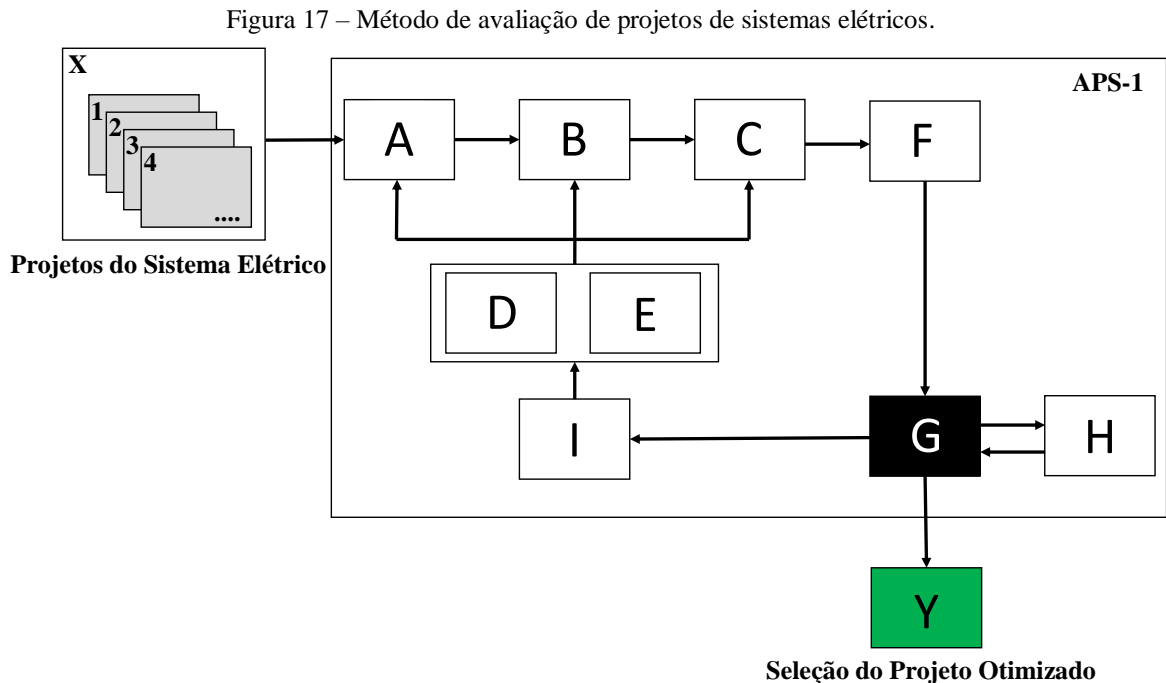 Figura 17 – Método de avaliação de projetos de sistemas elétricos.
X
1
2
3
4
....
Projetos do Sistema Elétrico
APS-1
A
B
C
F
D
E
I
G
H
Y
Seleção do Projeto Otimizado